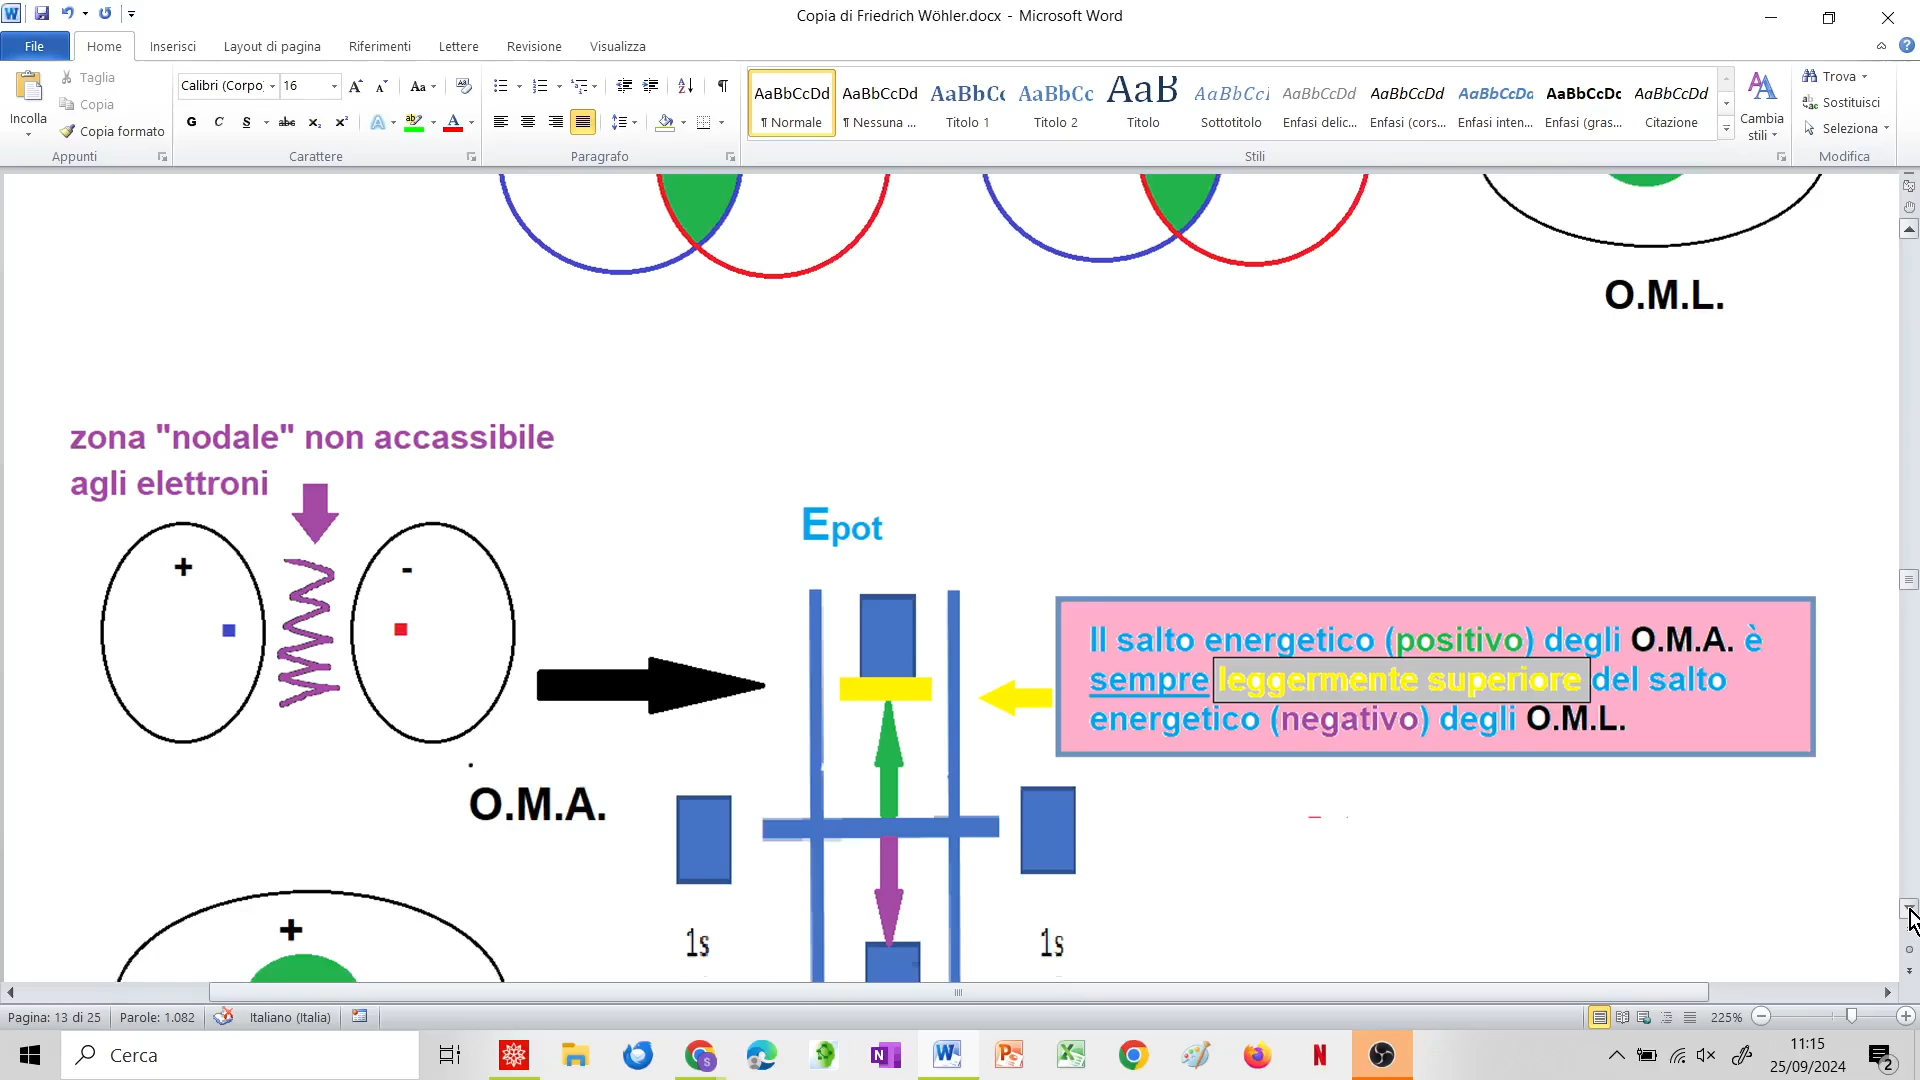 Copia di Friedrich Wöhler.docx - Microsoft Word
File Home Inserisci Layout di pagina Riferimenti Lettere Revisione Visualizza
Incolla
Taglia
Copia
Copia formato
Appunti
Calibri (Corpo) 16
Carattere
Paragrafo
AaBbCcDd AaBbCcDd AaBbCc AaBbCc AaB AaBbCcI AaBbCcDd AaBbCcDd AaBbCcDd AaBbCcDc AaBbCcDd
¶ Normale ¶ Nessuna ... Titolo 1 Titolo 2 Titolo Sottotitolo Enfasi delic... Enfasi (cors... Enfasi inten... Enfasi (gras... Citazione
Stili
Cambia
stili
Trova
Sostituisci
Seleziona
Modifica
O.M.L.
zona "nodale" non accassibile
agli elettroni
+ -
O.M.A.
Epot
Il salto energetico (positivo) degli O.M.A. è
sempre leggermente superiore del salto
energetico (negativo) degli O.M.L.
1s 1s
+
Pagina: 13 di 25 Parole: 1.082 Italiano (Italia) 225%
Cerca
11:15
25/09/2024
2